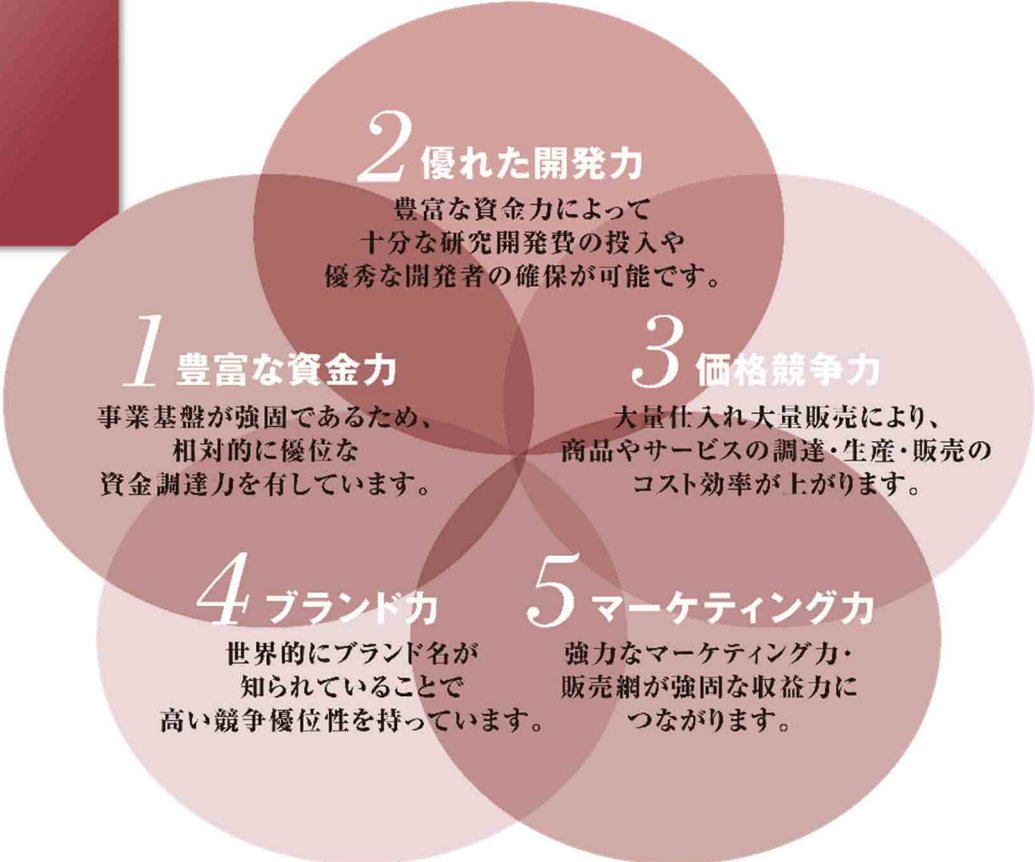 1 豊富な資金力
事業基盤が強固であるため、
相対的に優位な
資金調達力を有しています。
2 優れた開発力
豊富な資金力によって
十分な研究開発費の投入や
優秀な開発者の確保が可能です。
3 価格競争力
大量仕入れ大量販売により、
商品やサービスの調達・生産・販売の
コスト効率が上がります。
4 ブランド力
世界的にブランド名が
知られていることで
高い競争優位性を持っています。
5 マーケティング力
強力なマーケティング力・
販売網が強固な収益力に
つながります。